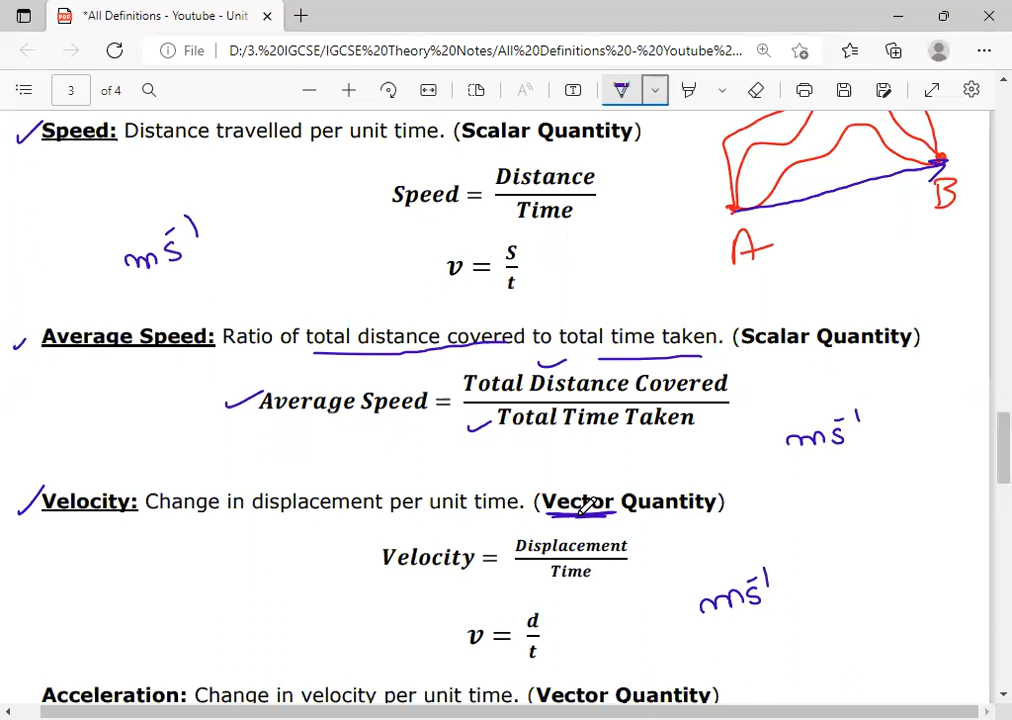 *All Definitions - Youtube - Unit
File D:/3.%20IGCSE/IGCSE%20Theory%20Notes/All%20Definitions%20-%20Youtube%2...
3 of 4
Speed: Distance travelled per unit time. (Scalar Quantity)
Speed = Distance / Time
B
ms⁻¹
A
v = s / t
Average Speed: Ratio of total distance covered to total time taken. (Scalar Quantity)
Average Speed = Total Distance Covered / Total Time Taken
ms⁻¹
Velocity: Change in displacement per unit time. (Vector Quantity)
Velocity = Displacement / Time
ms⁻¹
v = d / t
Acceleration: Change in velocity per unit time. (Vector Quantity)